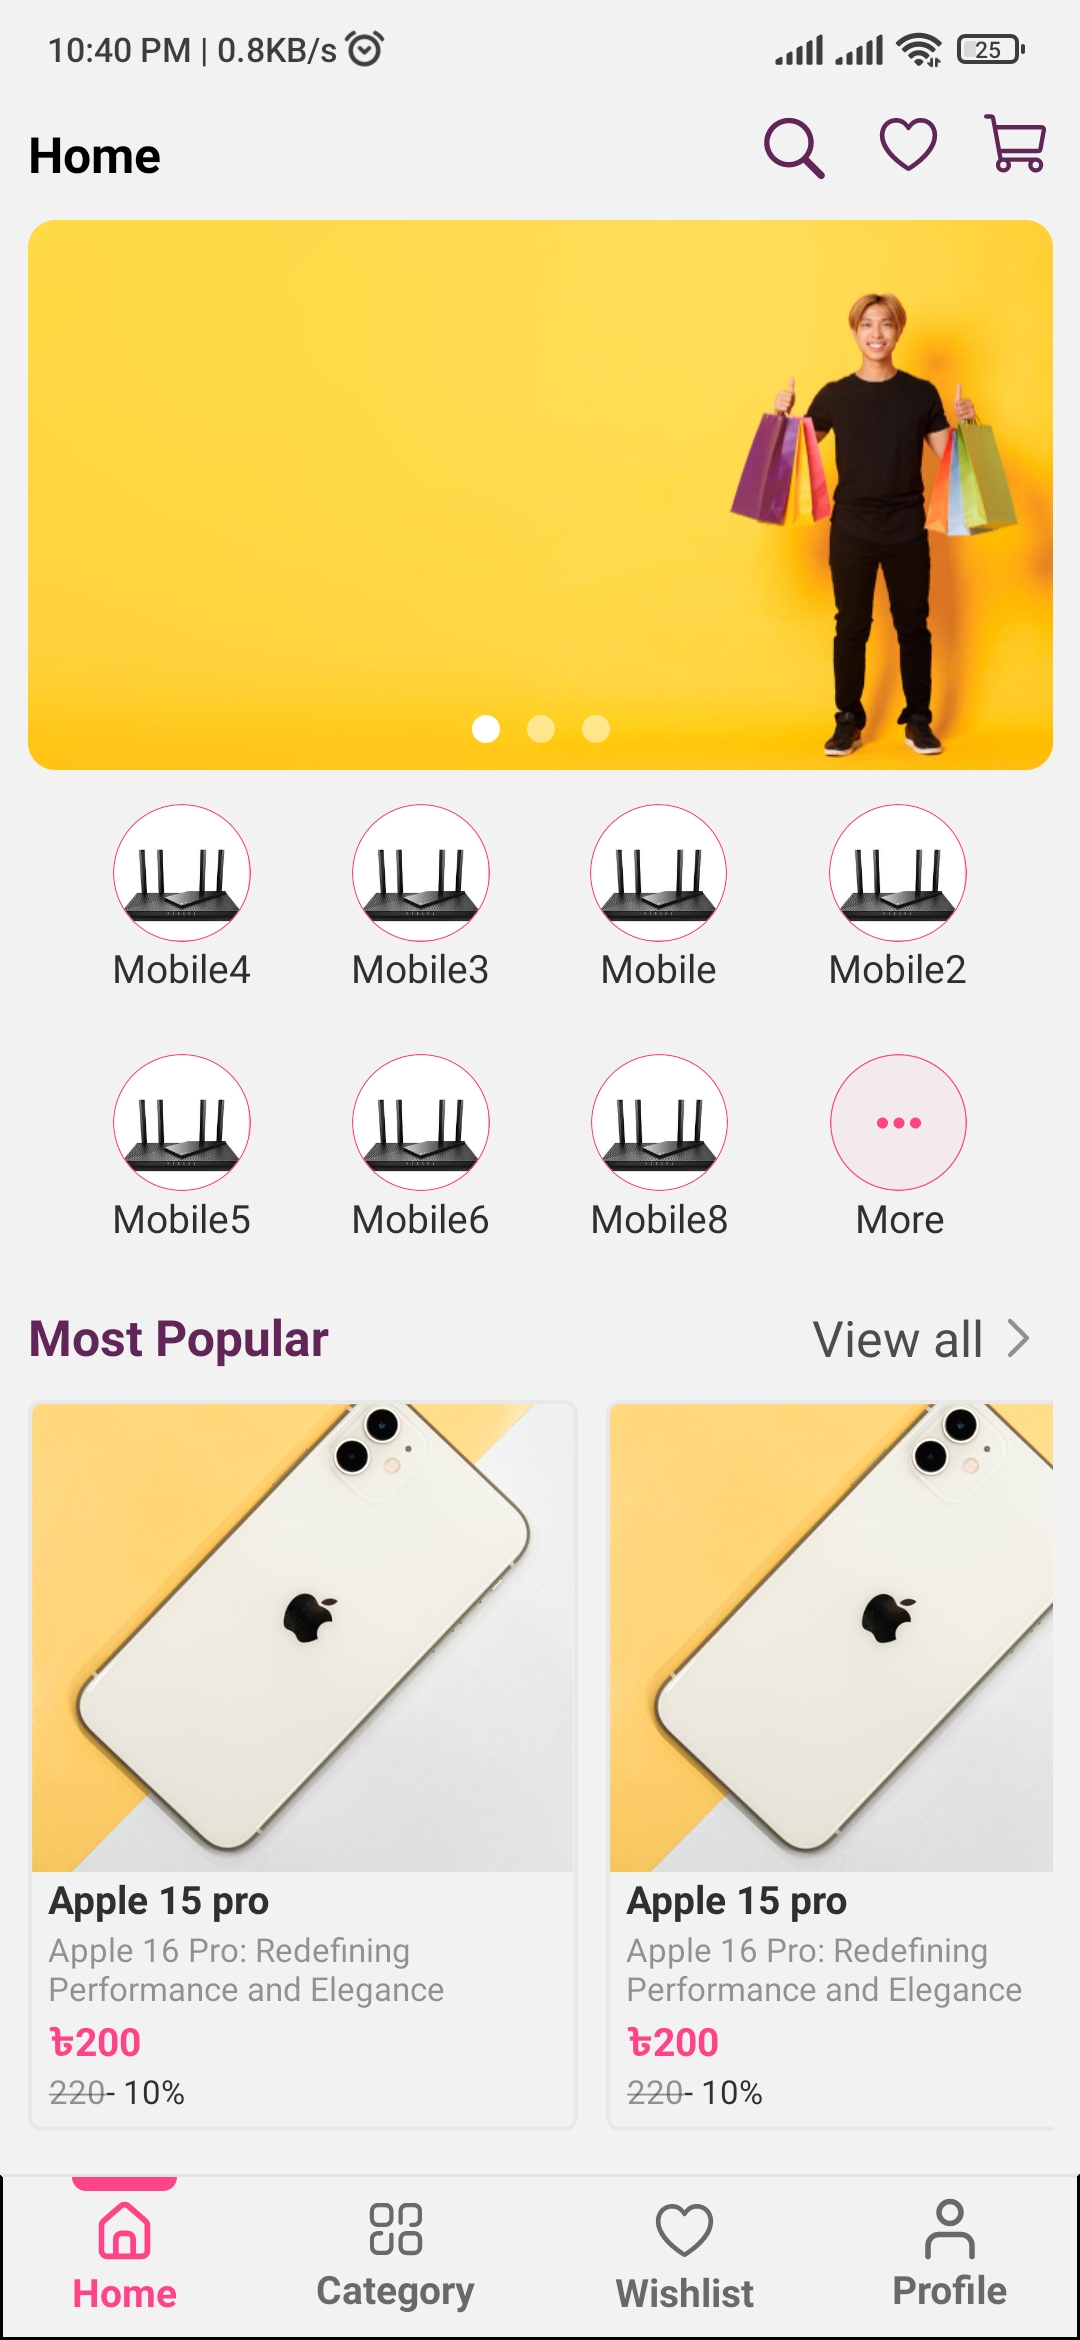 10:40 PM | 0.8KB/s
25
Home
Mobile4 Mobile3 Mobile Mobile2
Mobile5 Mobile6 Mobile8 More
Most Popular View all
Apple 15 pro
Apple 16 Pro: Redefining
Performance and Elegance
৳200
220- 10%
Apple 15 pro
Apple 16 Pro: Redefining
Performance and Elegance
৳200
220- 10%
Home Category Wishlist Profile